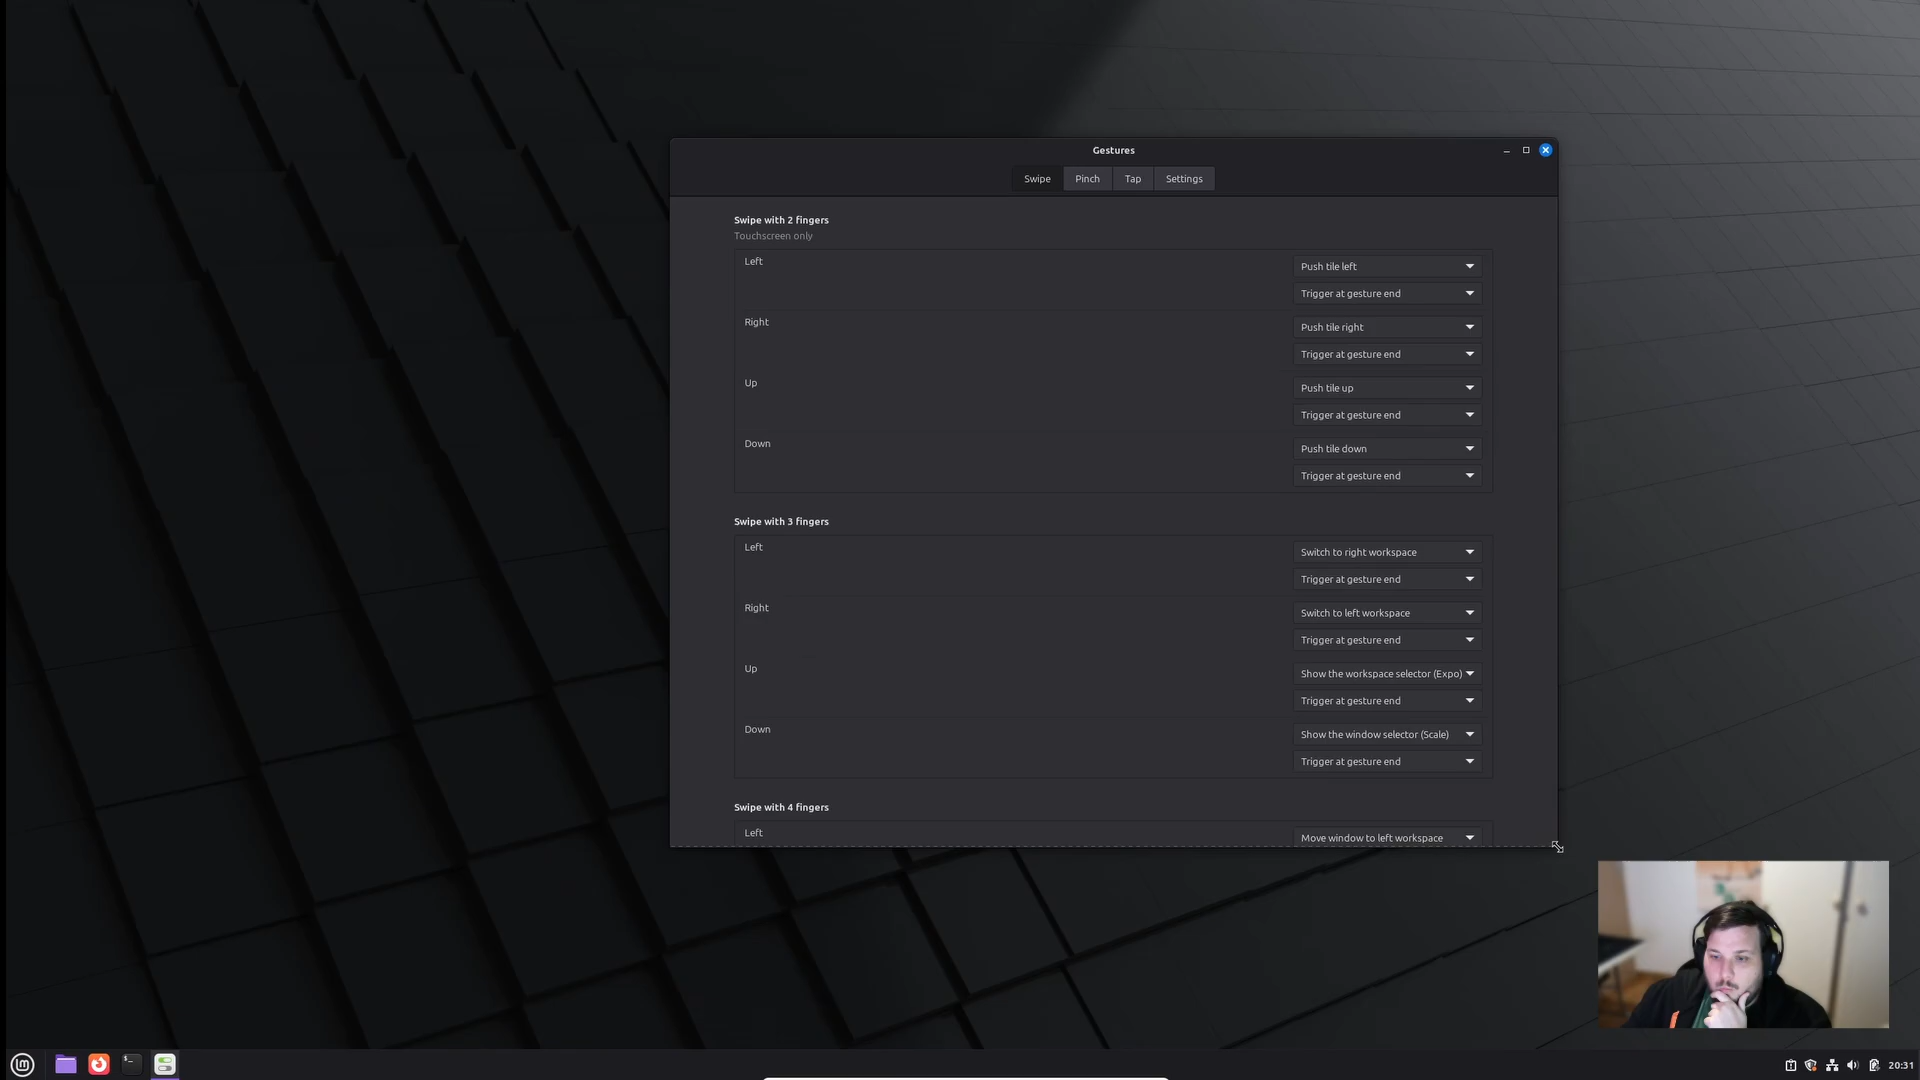 Gestures
Swipe Pinch Tap Settings
Swipe with 2 fingers
Touchscreen only
Left
Push tile left
Trigger at gesture end
Right
Push tile right
Trigger at gesture end
Up
Push tile up
Trigger at gesture end
Down
Push tile down
Trigger at gesture end
Swipe with 3 fingers
Left
Switch to right workspace
Trigger at gesture end
Right
Switch to left workspace
Trigger at gesture end
Up
Show the workspace selector (Expo)
Trigger at gesture end
Down
Show the window selector (Scale)
Trigger at gesture end
Swipe with 4 fingers
Left
Move window to left workspace
20:31